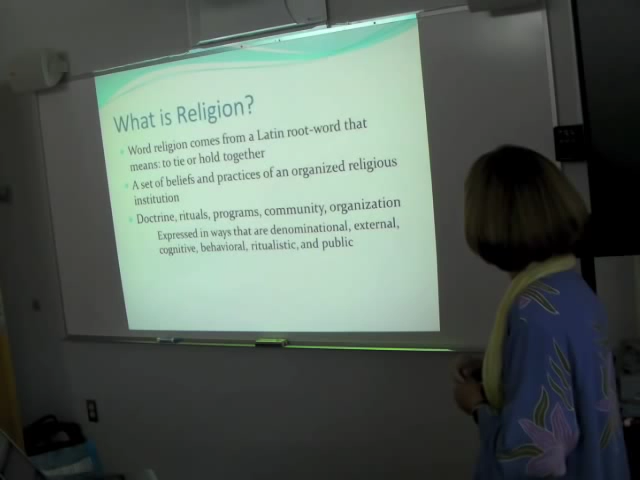 What is Religion?
Word religion comes from a Latin root-word that
means: to tie or hold together
A set of beliefs and practices of an organized religious
institution
Doctrine, rituals, programs, community, organization
Expressed in ways that are denominational, external,
cognitive, behavioral, ritualistic, and public